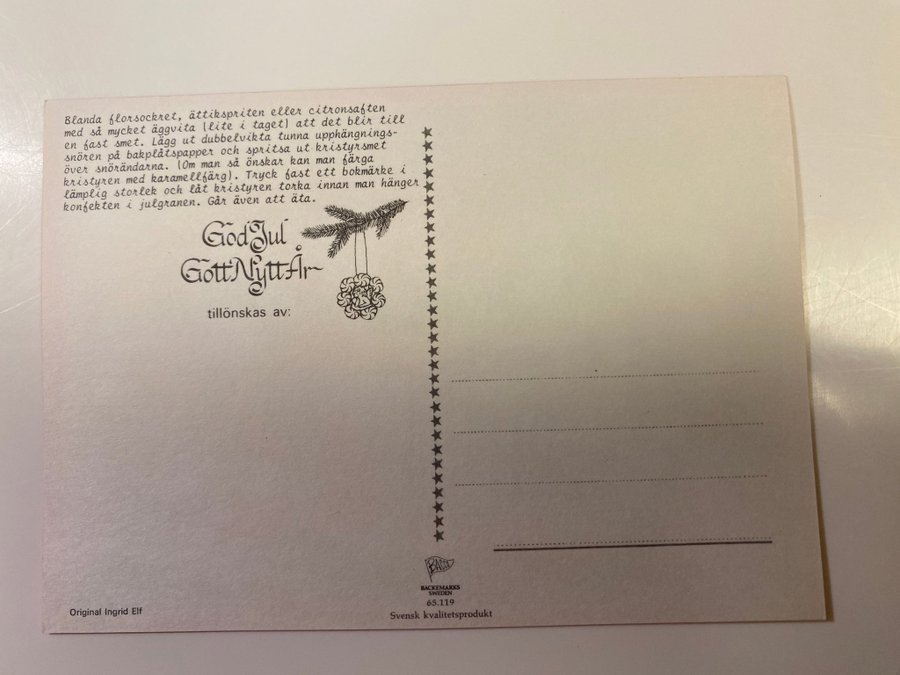 Blanda florsockret, ättikspriten eller citronsaften
med så mycket äggvita (lite i taget) att det blir till
en fast smet. Lägg ut dubbelvikta tunna upphängnings-
snören på bakplåtspapper och spritsa ut kristyrsmet
över snörändarna. (Om man så önskar kan man färga
kristyren med karamellfärg). Tryck fast ett bokmärke i
lämplig storlek och låt kristyren torka innan man hänger
konfekten i julgranen. Går även att äta.
God Jul
Gott Nytt År
tillönskas av:
BACKEMARKS
SWEDEN
65.119
Svensk kvalitetsprodukt
Original Ingrid Elf